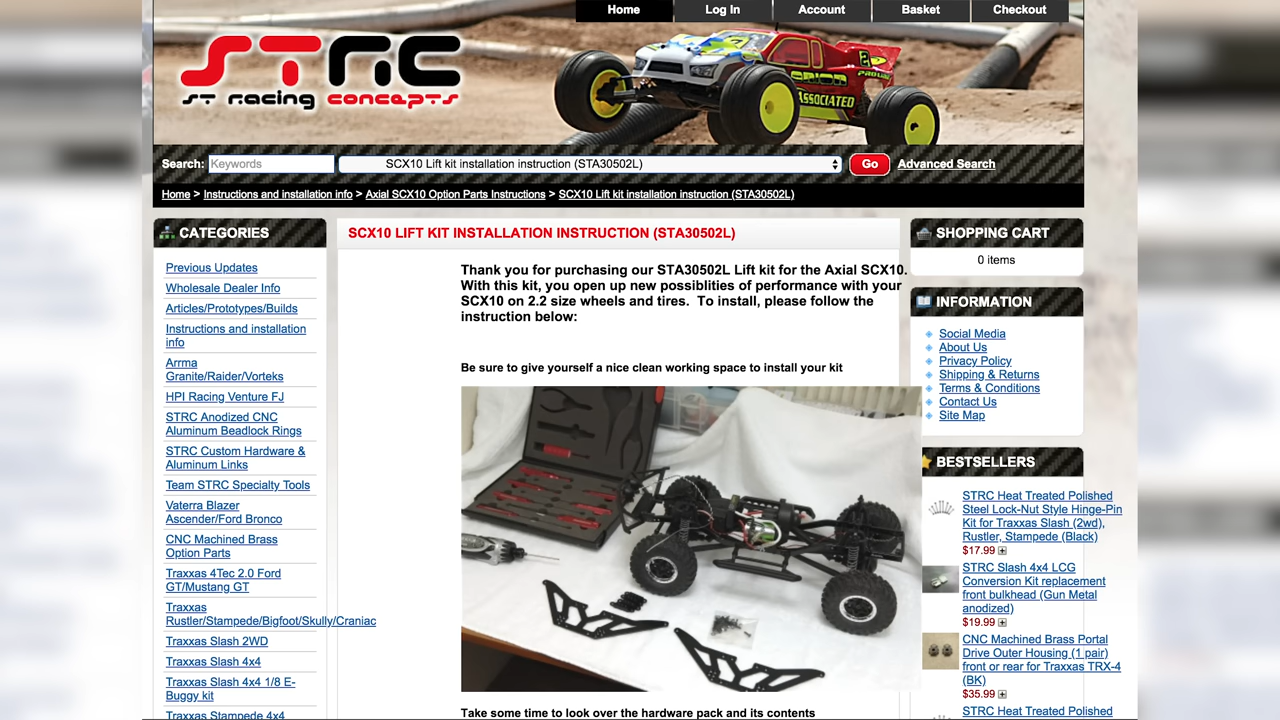 Home
Log In
Account
Basket
Checkout
STRC
ST racing concepts
ORION
PROLINE
ASSOCIATED
2
Search:
Keywords
SCX10 Lift kit installation instruction (STA30502L)
Go
Advanced Search
Home > Instructions and installation info > Axial SCX10 Option Parts Instructions > SCX10 Lift kit installation instruction (STA30502L)
CATEGORIES
Previous Updates
Wholesale Dealer Info
Articles/Prototypes/Builds
Instructions and installation
info
Arrma
Granite/Raider/Vorteks
HPI Racing Venture FJ
STRC Anodized CNC
Aluminum Beadlock Rings
STRC Custom Hardware &
Aluminum Links
Team STRC Specialty Tools
Vaterra Blazer
Ascender/Ford Bronco
CNC Machined Brass
Option Parts
Traxxas 4Tec 2.0 Ford
GT/Mustang GT
Traxxas
Rustler/Stampede/Bigfoot/Skully/Craniac
Traxxas Slash 2WD
Traxxas Slash 4x4
Traxxas Slash 4x4 1/8 E-
Buggy kit
Traxxas Stampede 4x4
SCX10 LIFT KIT INSTALLATION INSTRUCTION (STA30502L)
Thank you for purchasing our STA30502L Lift kit for the Axial SCX10.
With this kit, you open up new possiblities of performance with your
SCX10 on 2.2 size wheels and tires.  To install, please follow the
instruction below:
Be sure to give yourself a nice clean working space to install your kit
Take some time to look over the hardware pack and its contents
SHOPPING CART
0 items
INFORMATION
Social Media
About Us
Privacy Policy
Shipping & Returns
Terms & Conditions
Contact Us
Site Map
BESTSELLERS
STRC Heat Treated Polished
Steel Lock-Nut Style Hinge-Pin
Kit for Traxxas Slash (2wd),
Rustler, Stampede (Black)
$17.99
STRC Slash 4x4 LCG
Conversion Kit replacement
front bulkhead (Gun Metal
anodized)
$19.99
CNC Machined Brass Portal
Drive Outer Housing (1 pair)
front or rear for Traxxas TRX-4
(BK)
$35.99
STRC Heat Treated Polished